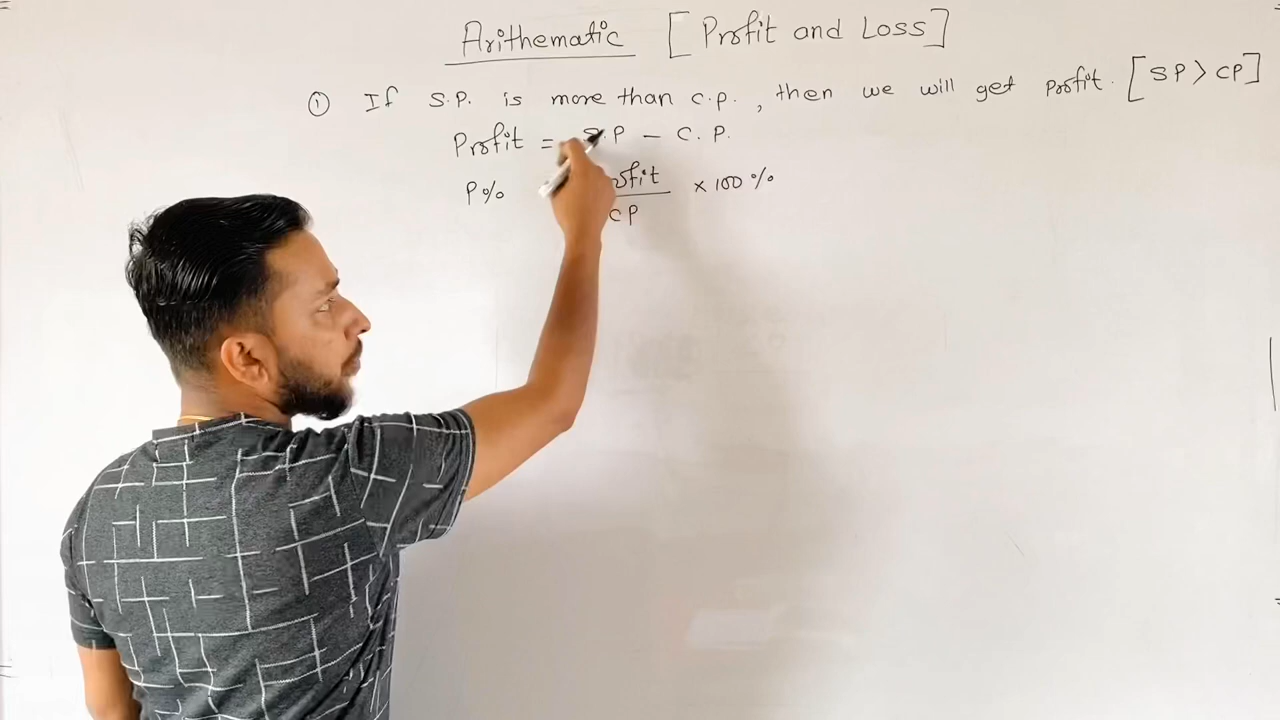 Arithematic [Profit and Loss]
① If S.P. is more than C.P., then we will get Profit. [SP > CP]
Profit = S.P - C.P.
P% ofit/CP × 100%